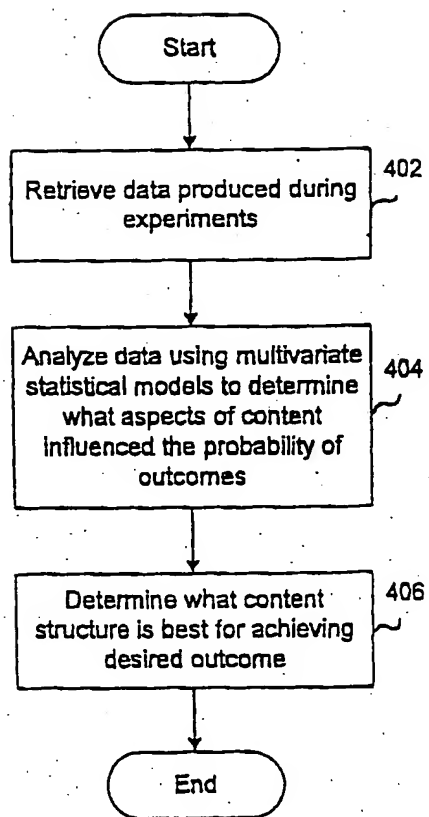 Start
402
Retrieve data produced during
experiments
Analyze data using multivariate
statistical models to determine
what aspects of content
influenced the probability of
outcomes
404
Determine what content
structure is best for achieving
desired outcome
406
End